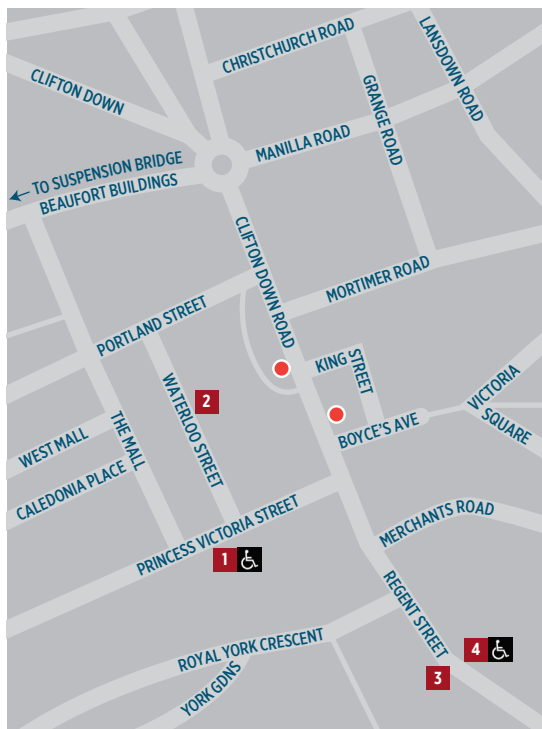 CHRISTCHURCH ROAD
LANSDOWN ROAD
CLIFTON DOWN
GRANGE ROAD
MANILLA ROAD
← TO SUSPENSION BRIDGE
BEAUFORT BUILDINGS
CLIFTON DOWN ROAD
MORTIMER ROAD
PORTLAND STREET
KING STREET
WATERLOO STREET
2
VICTORIA
SQUARE
BOYCE'S AVE
THE MALL
WEST MALL
CALEDONIA PLACE
PRINCESS VICTORIA STREET
MERCHANTS ROAD
1
REGENT STREET
ROYAL YORK CRESCENT
4
3
YORK GDNS